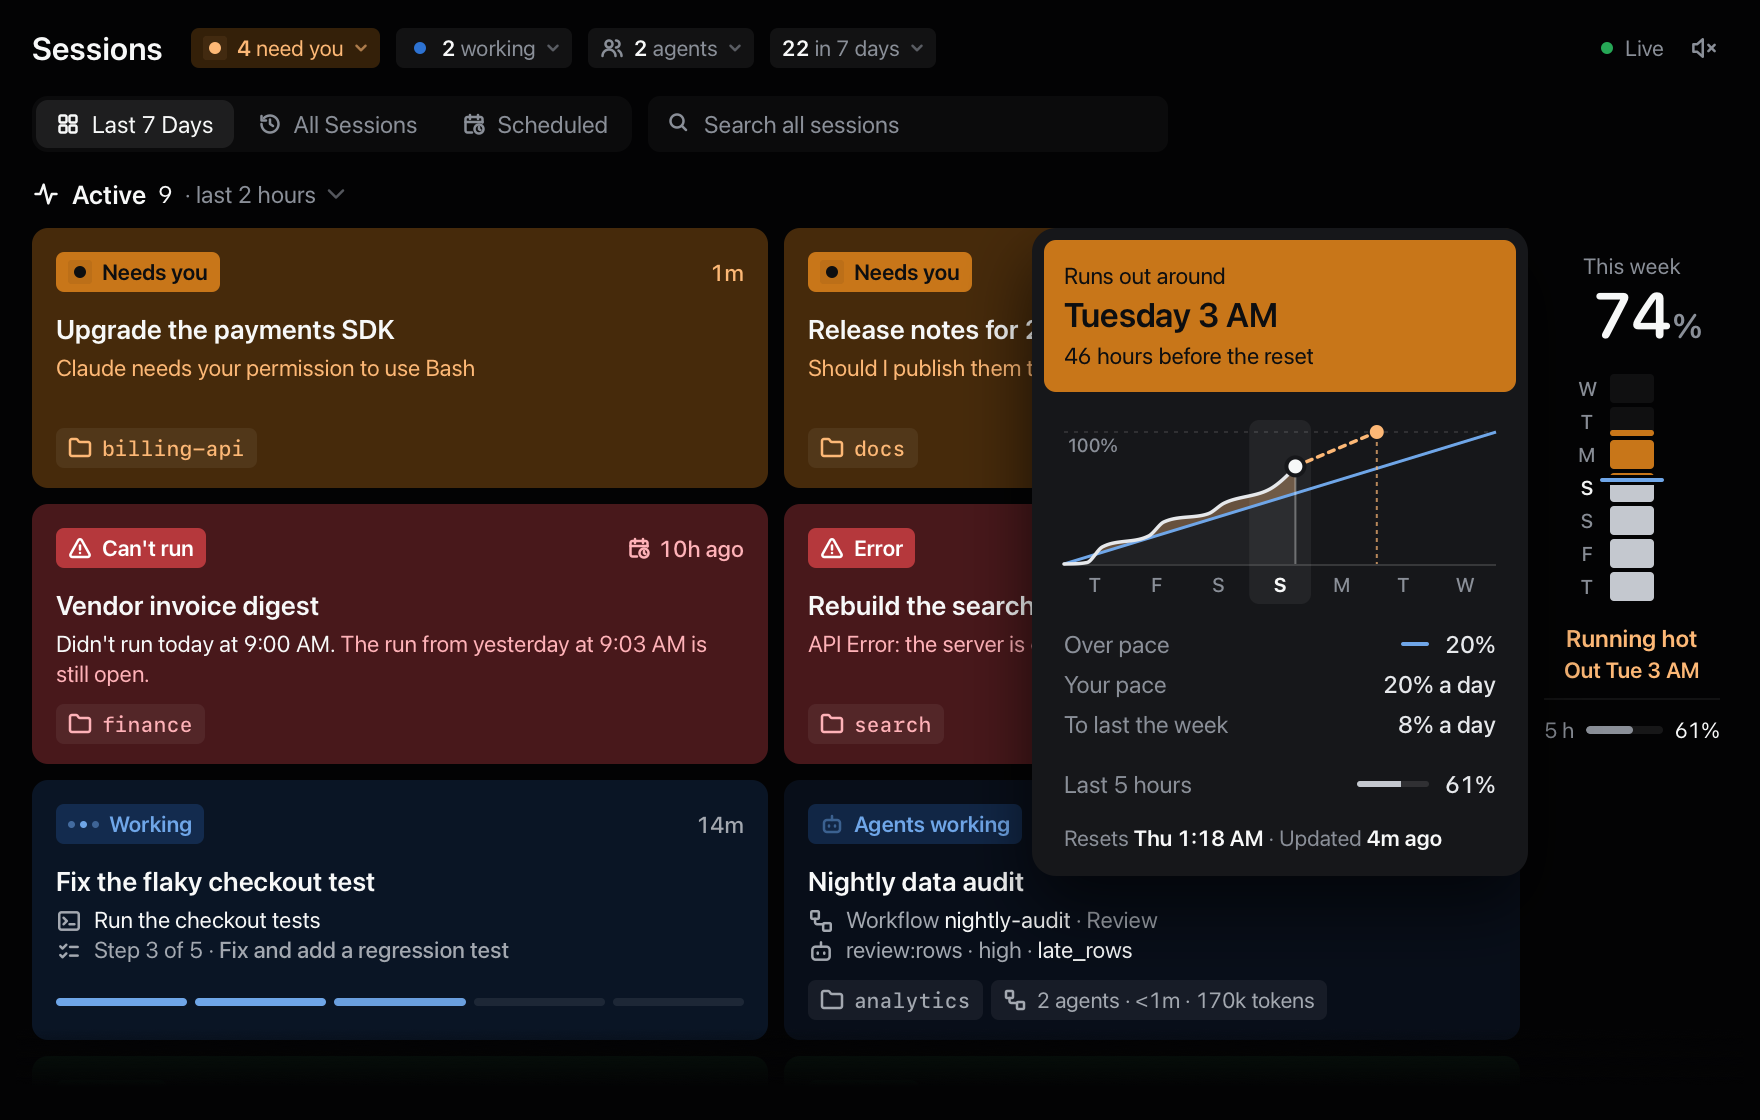 Sessions
4 need you
2 working
2 agents
22 in 7 days
Live
Last 7 Days
All Sessions
Scheduled
Search all sessions
Active 9 · last 2 hours
Needs you
1m
Upgrade the payments SDK
Claude needs your permission to use Bash
billing-api
Needs you
Release notes for
Should I publish them
docs
Can't run
10h ago
Vendor invoice digest
Didn't run today at 9:00 AM. The run from yesterday at 9:03 AM is
still open.
finance
Error
Rebuild the search
API Error: the server is
search
Working
14m
Fix the flaky checkout test
Run the checkout tests
Step 3 of 5 · Fix and add a regression test
Agents working
Nightly data audit
Workflow nightly-audit · Review
review:rows · high · late_rows
analytics
2 agents · <1m · 170k tokens
Runs out around
Tuesday 3 AM
46 hours before the reset
100%
T F S S M T W
Over pace 20%
Your pace 20% a day
To last the week 8% a day
Last 5 hours 61%
Resets Thu 1:18 AM · Updated 4m ago
This week
74%
W
T
M
S
S
F
T
Running hot
Out Tue 3 AM
5 h 61%